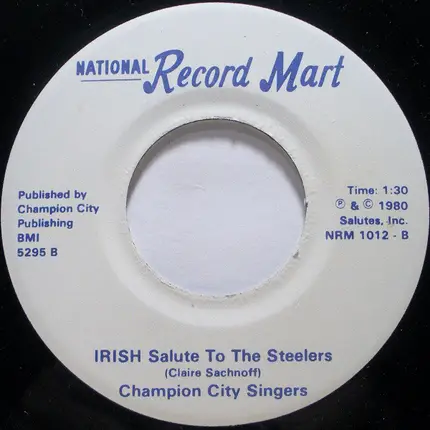 NATIONAL Record Mart
Published by
Champion City
Publishing
BMI
5295 B
Time: 1:30
℗ & © 1980
Salutes, Inc.
NRM 1012 - B
IRISH Salute To The Steelers
(Claire Sachnoff)
Champion City Singers